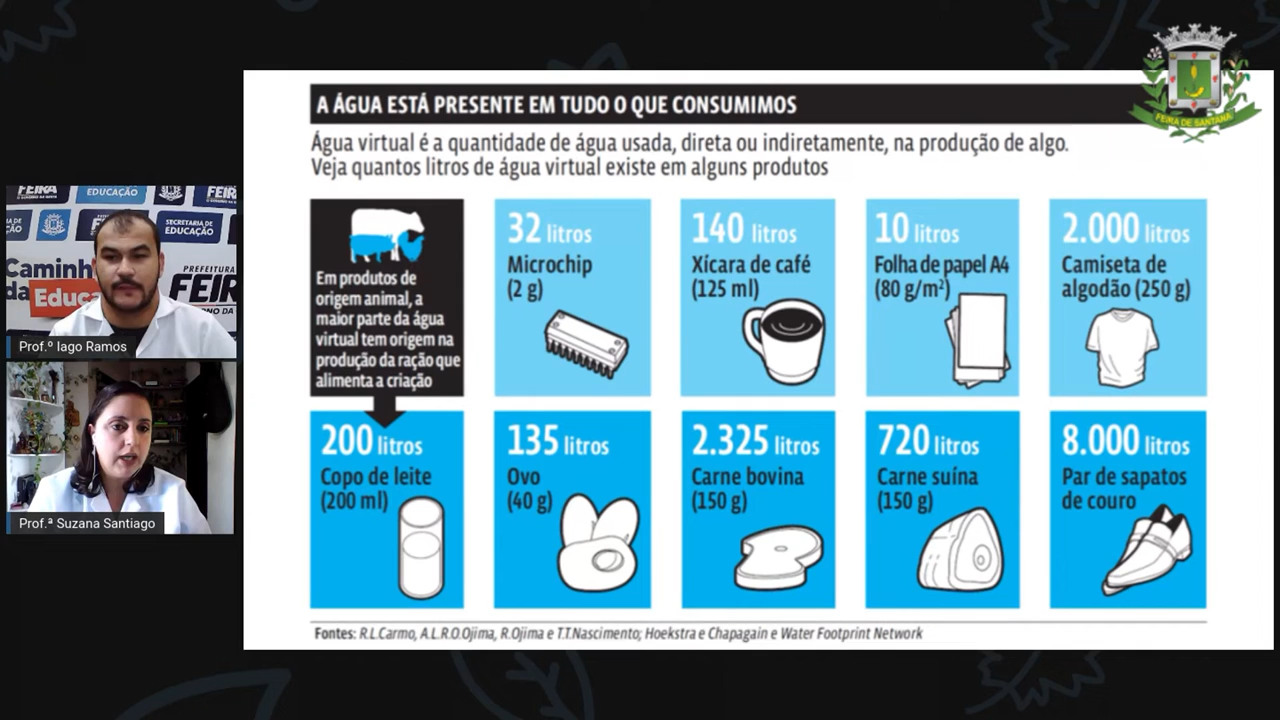 A ÁGUA ESTÁ PRESENTE EM TUDO O QUE CONSUMIMOS
Água virtual é a quantidade de água usada, direta ou indiretamente, na produção de algo.
Veja quantos litros de água virtual existe em alguns produtos
Em produtos de
origem animal, a
maior parte da água
virtual tem origem na
produção da ração que
alimenta a criação
32 litros
Microchip
(2 g)
140 litros
Xícara de café
(125 ml)
10 litros
Folha de papel A4
(80 g/m²)
2.000 litros
Camiseta de
algodão (250 g)
200 litros
Copo de leite
(200 ml)
135 litros
Ovo
(40 g)
2.325 litros
Carne bovina
(150 g)
720 litros
Carne suína
(150 g)
8.000 litros
Par de sapatos
de couro
Fontes: R.L.Carmo, A.L.R.O.Ojima, R.Ojima e T.T.Nascimento; Hoekstra e Chapagain e Water Footprint Network
FEIRA DE SANTANA
FEIRA
EDUCAÇÃO
SECRETARIA DE
EDUCAÇÃO
Caminh
da Educa
PREFEITURA
FEIR
Prof.º Iago Ramos
Prof.ª Suzana Santiago